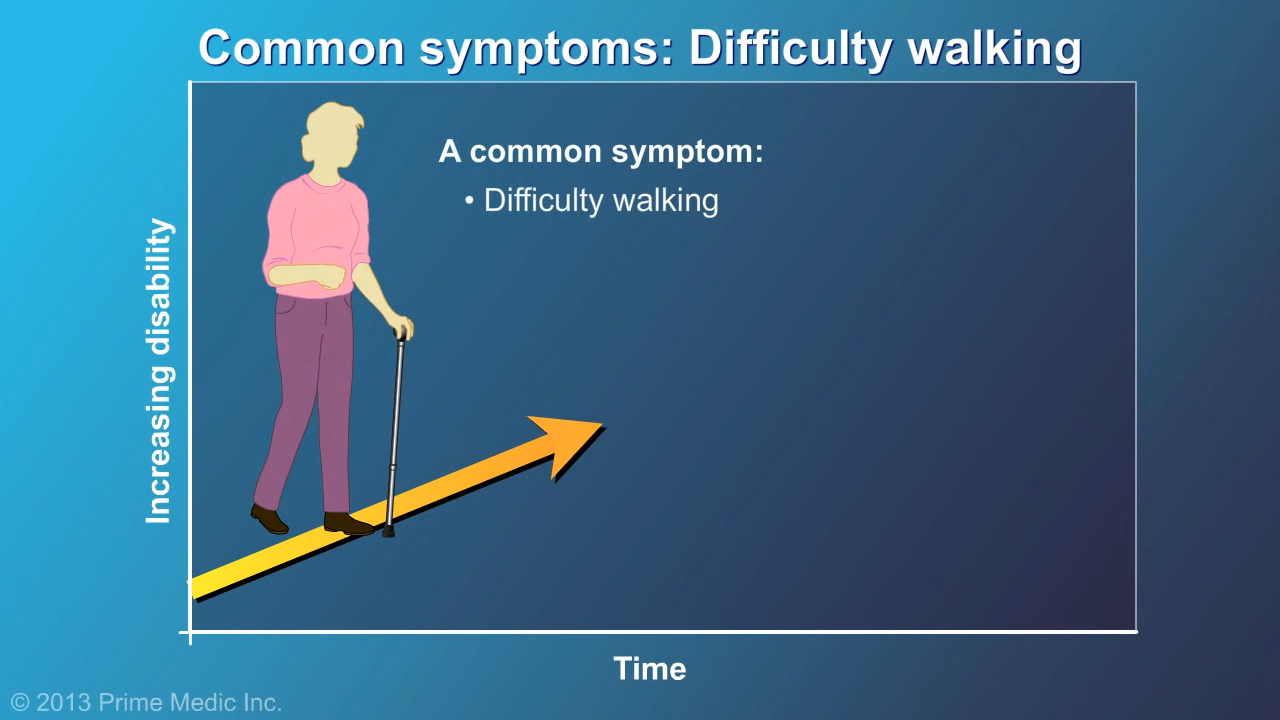 Common symptoms: Difficulty walking
A common symptom:
• Difficulty walking
Increasing disability
Time
© 2013 Prime Medic Inc.